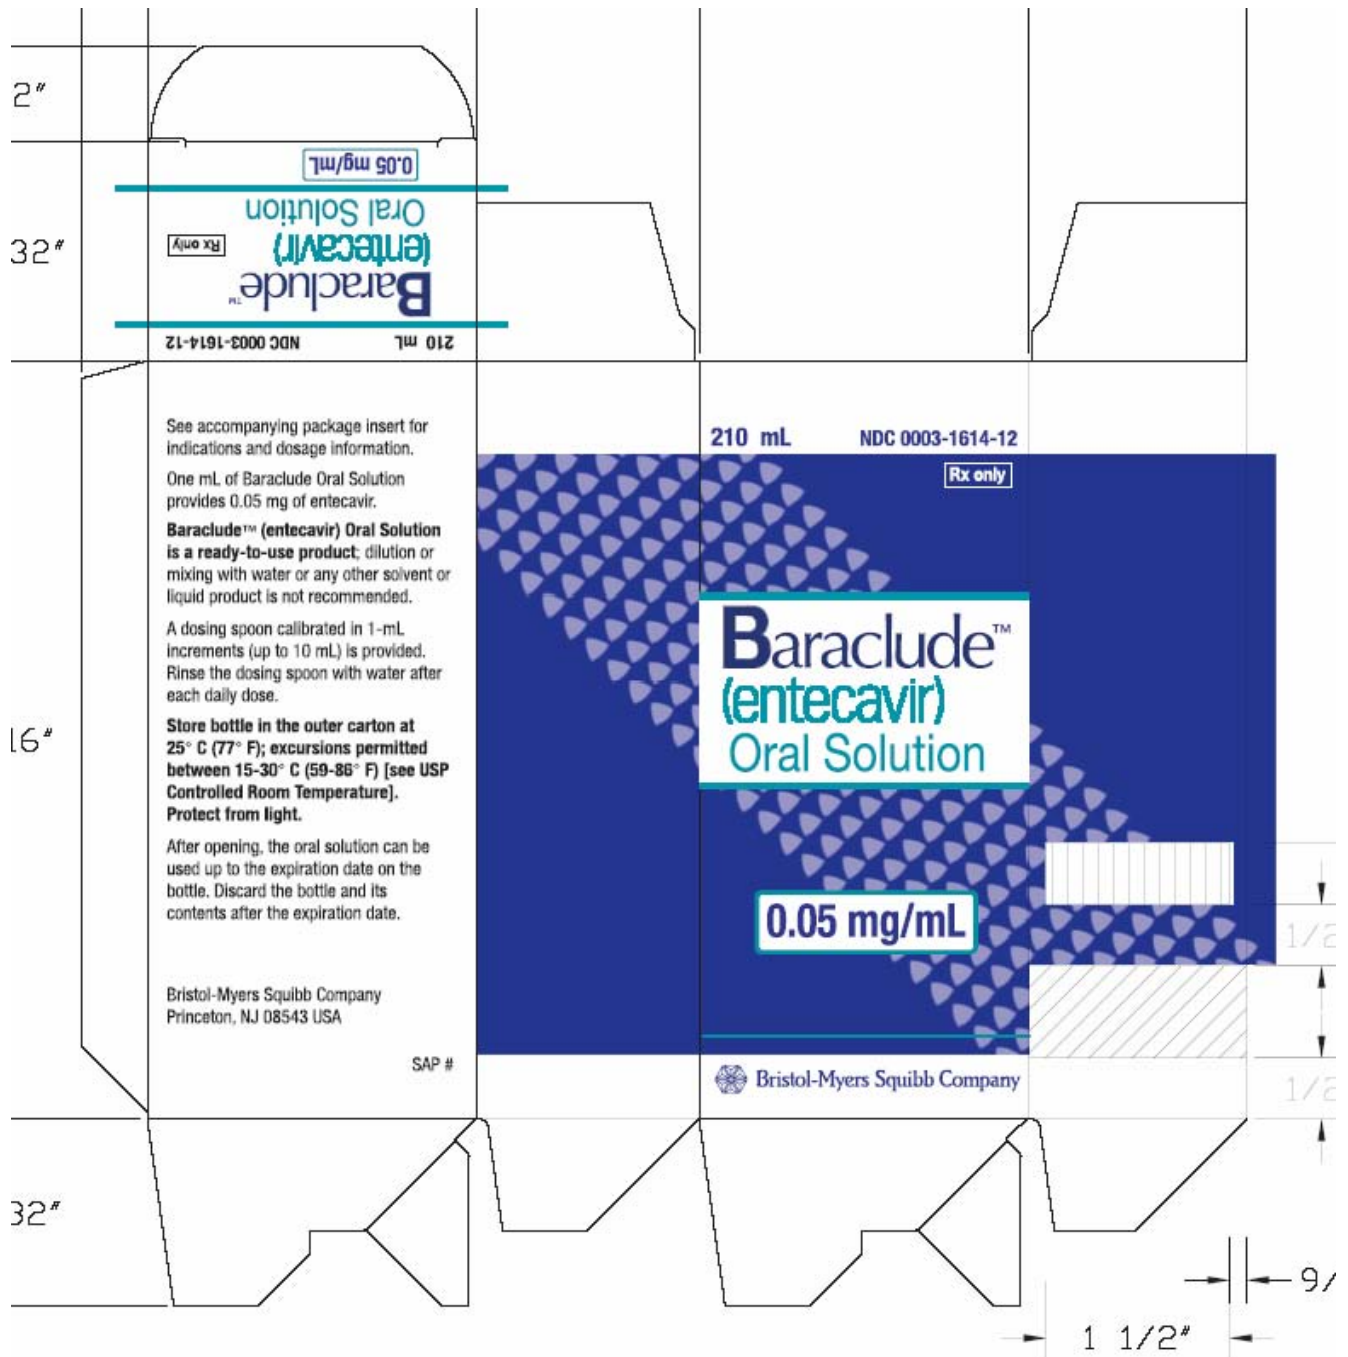 2"
32"
16"
32"
0.05 mg/mL
Oral Solution
(entecavir)
Rx only
Baraclude™
210 mL NDC 0003-1614-12
See accompanying package insert for
indications and dosage information.
One mL of Baraclude Oral Solution
provides 0.05 mg of entecavir.
Baraclude™ (entecavir) Oral Solution
is a ready-to-use product; dilution or
mixing with water or any other solvent or
liquid product is not recommended.
A dosing spoon calibrated in 1-mL
increments (up to 10 mL) is provided.
Rinse the dosing spoon with water after
each daily dose.
Store bottle in the outer carton at
25° C (77° F); excursions permitted
between 15-30° C (59-86° F) [see USP
Controlled Room Temperature].
Protect from light.
After opening, the oral solution can be
used up to the expiration date on the
bottle. Discard the bottle and its
contents after the expiration date.
Bristol-Myers Squibb Company
Princeton, NJ 08543 USA
SAP #
210 mL NDC 0003-1614-12
Rx only
Baraclude™
(entecavir)
Oral Solution
0.05 mg/mL
Bristol-Myers Squibb Company
1/2
1/2
9/
1 1/2"